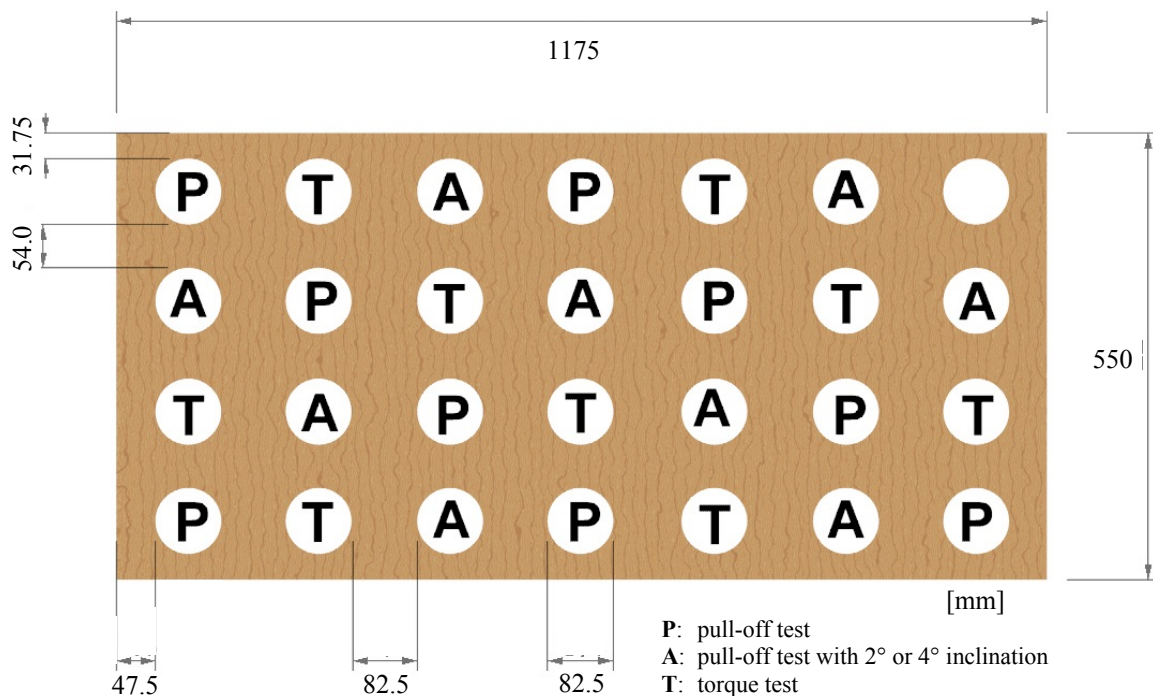 1175
31.75
P T A P T A
54.0
A P T A P T A
550
T A P T A P T
P T A P T A P
[mm]
P: pull-off test
A: pull-off test with 2° or 4° inclination
T: torque test
47.5 82.5 82.5